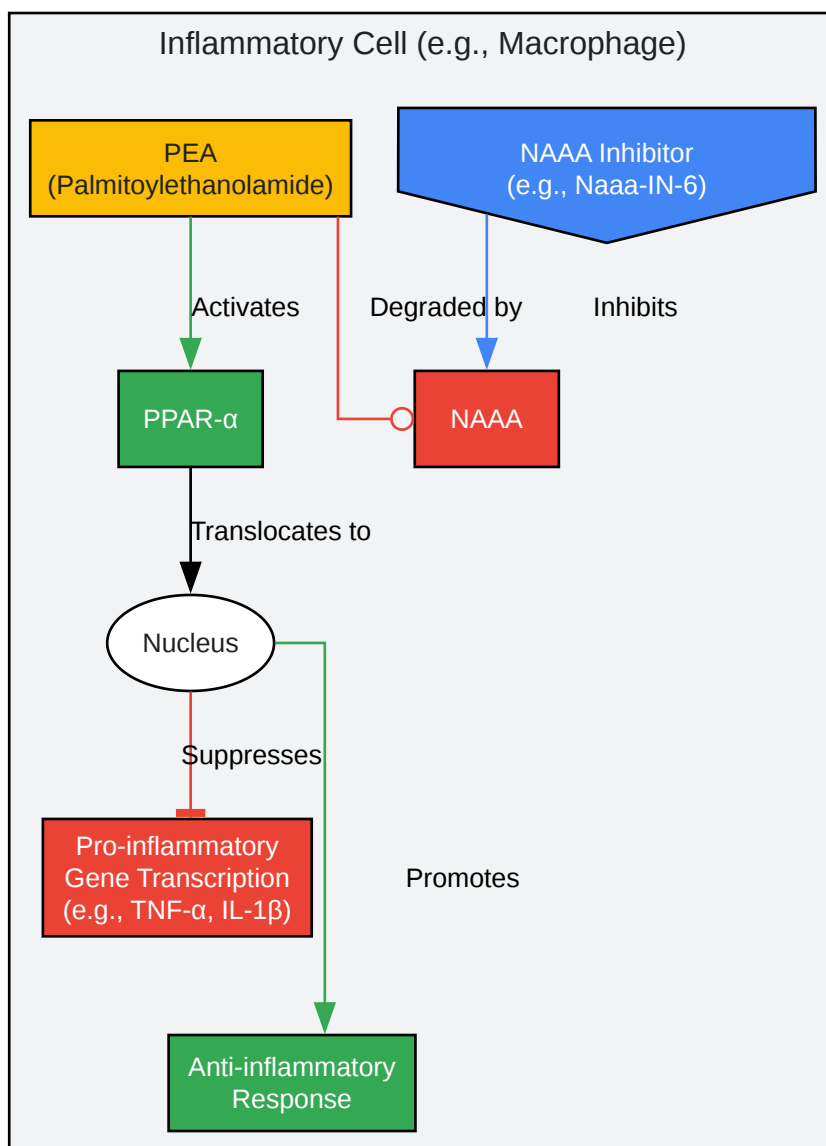 Inflammatory Cell (e.g., Macrophage)
PEA
(Palmitoylethanolamide)
NAAA Inhibitor
(e.g., Naaa-IN-6)
Activates
Degraded by
Inhibits
PPAR-α
NAAA
Translocates to
Nucleus
Suppresses
Pro-inflammatory
Gene Transcription
(e.g., TNF-α, IL-1β)
Promotes
Anti-inflammatory
Response